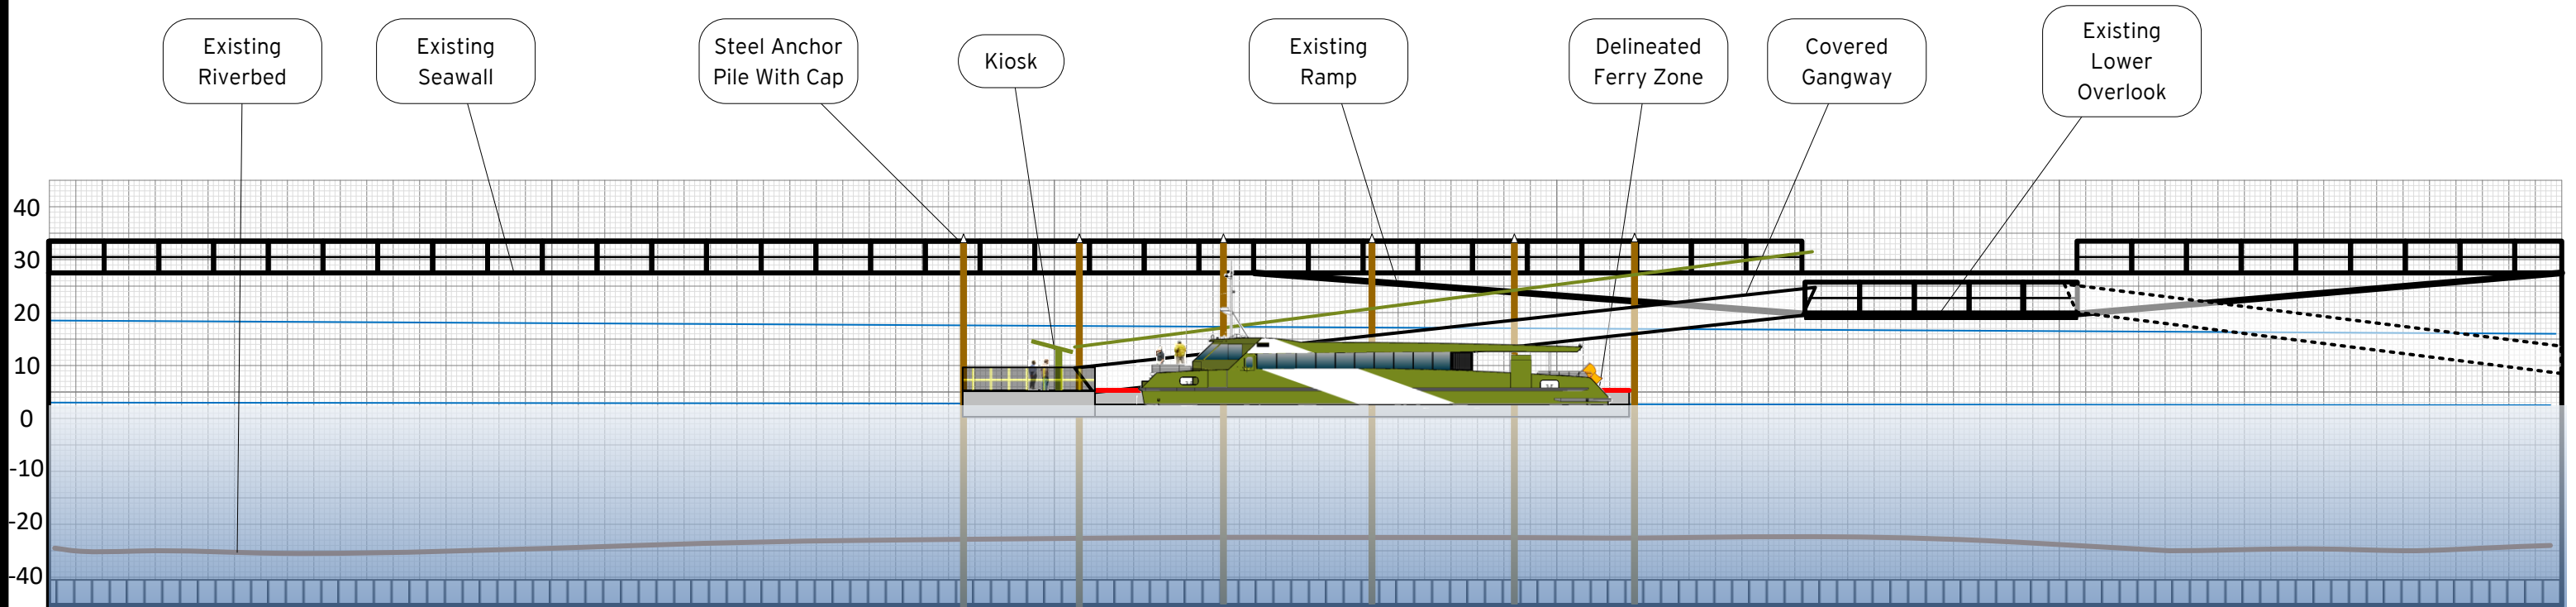 Existing
Riverbed
Existing
Seawall
Steel Anchor
Pile With Cap
Kiosk
Existing
Ramp
Delineated
Ferry Zone
Covered
Gangway
Existing
Lower
Overlook
40
30
20
10
0
-10
-20
-40